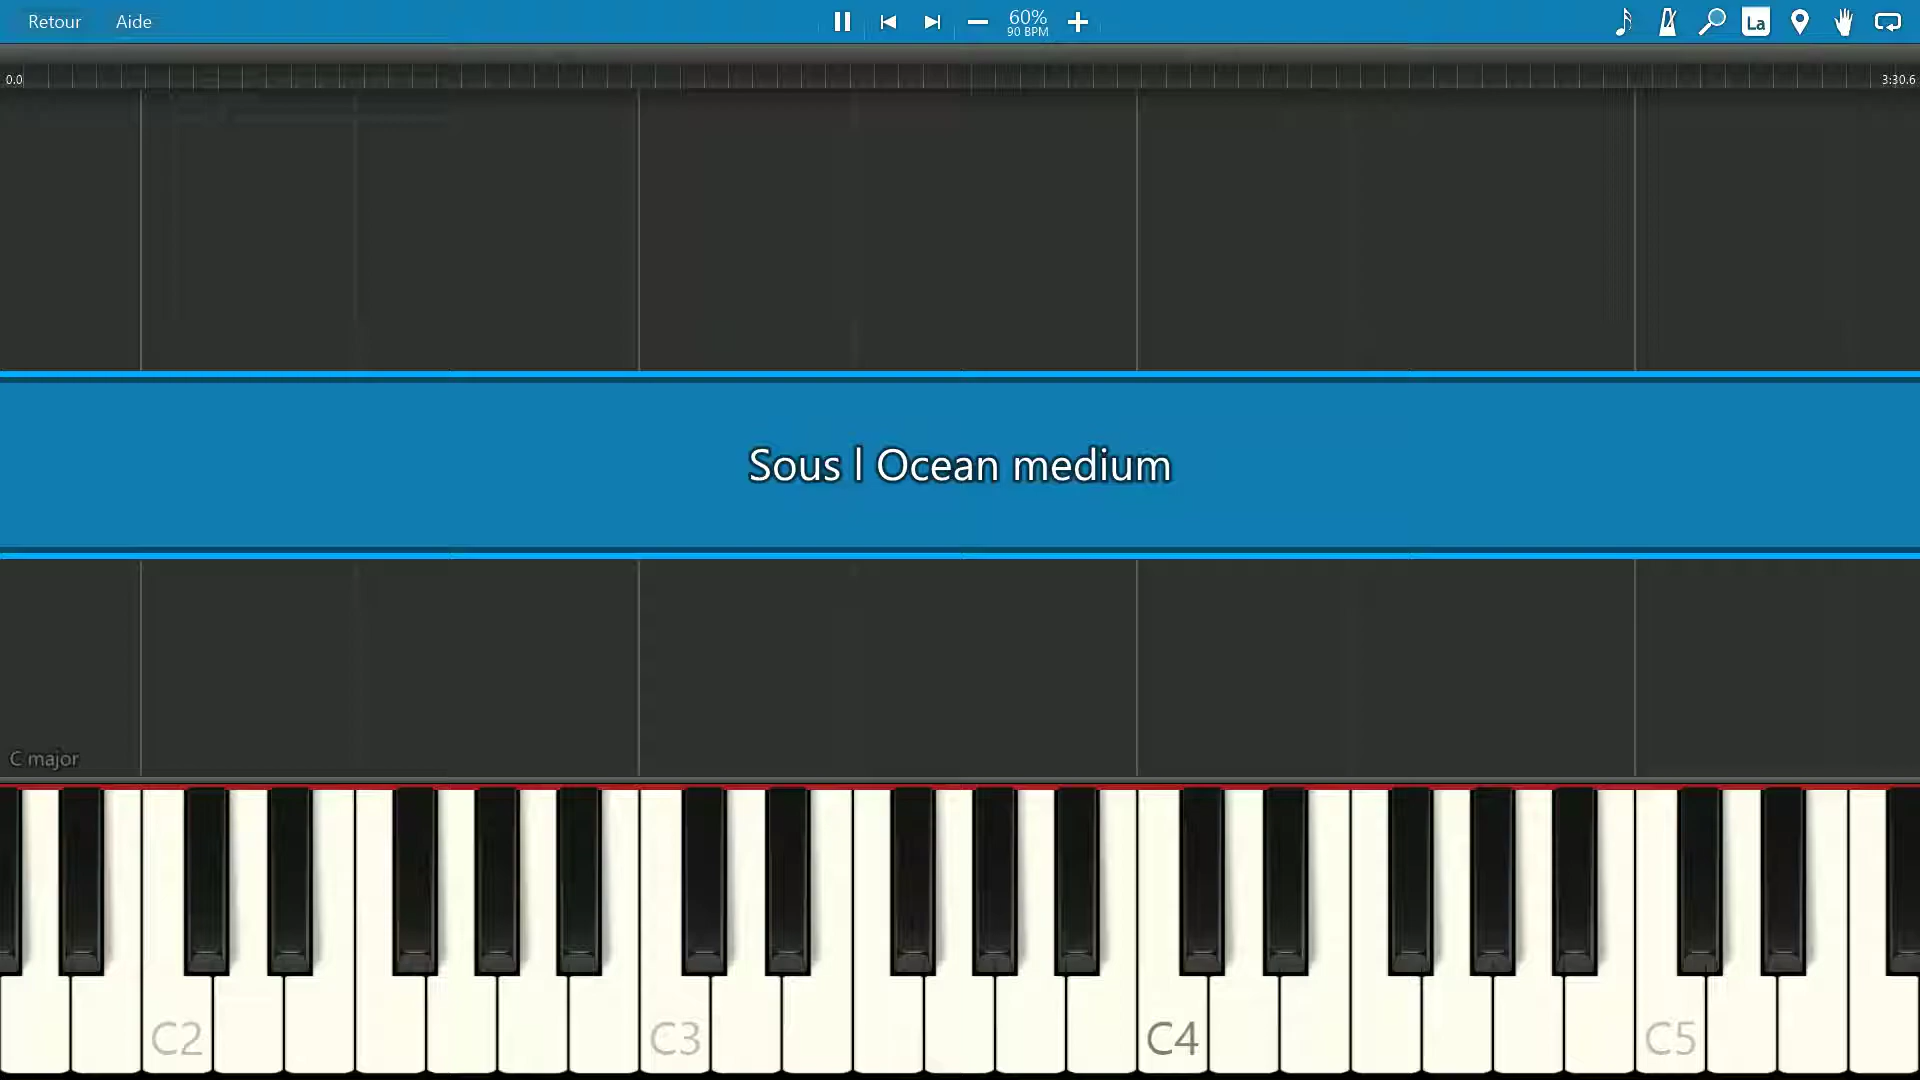 Retour Aide
60%
90 BPM
La
0.0
3:30.6
Sous l Ocean medium
C major
C2 C3 C4 C5